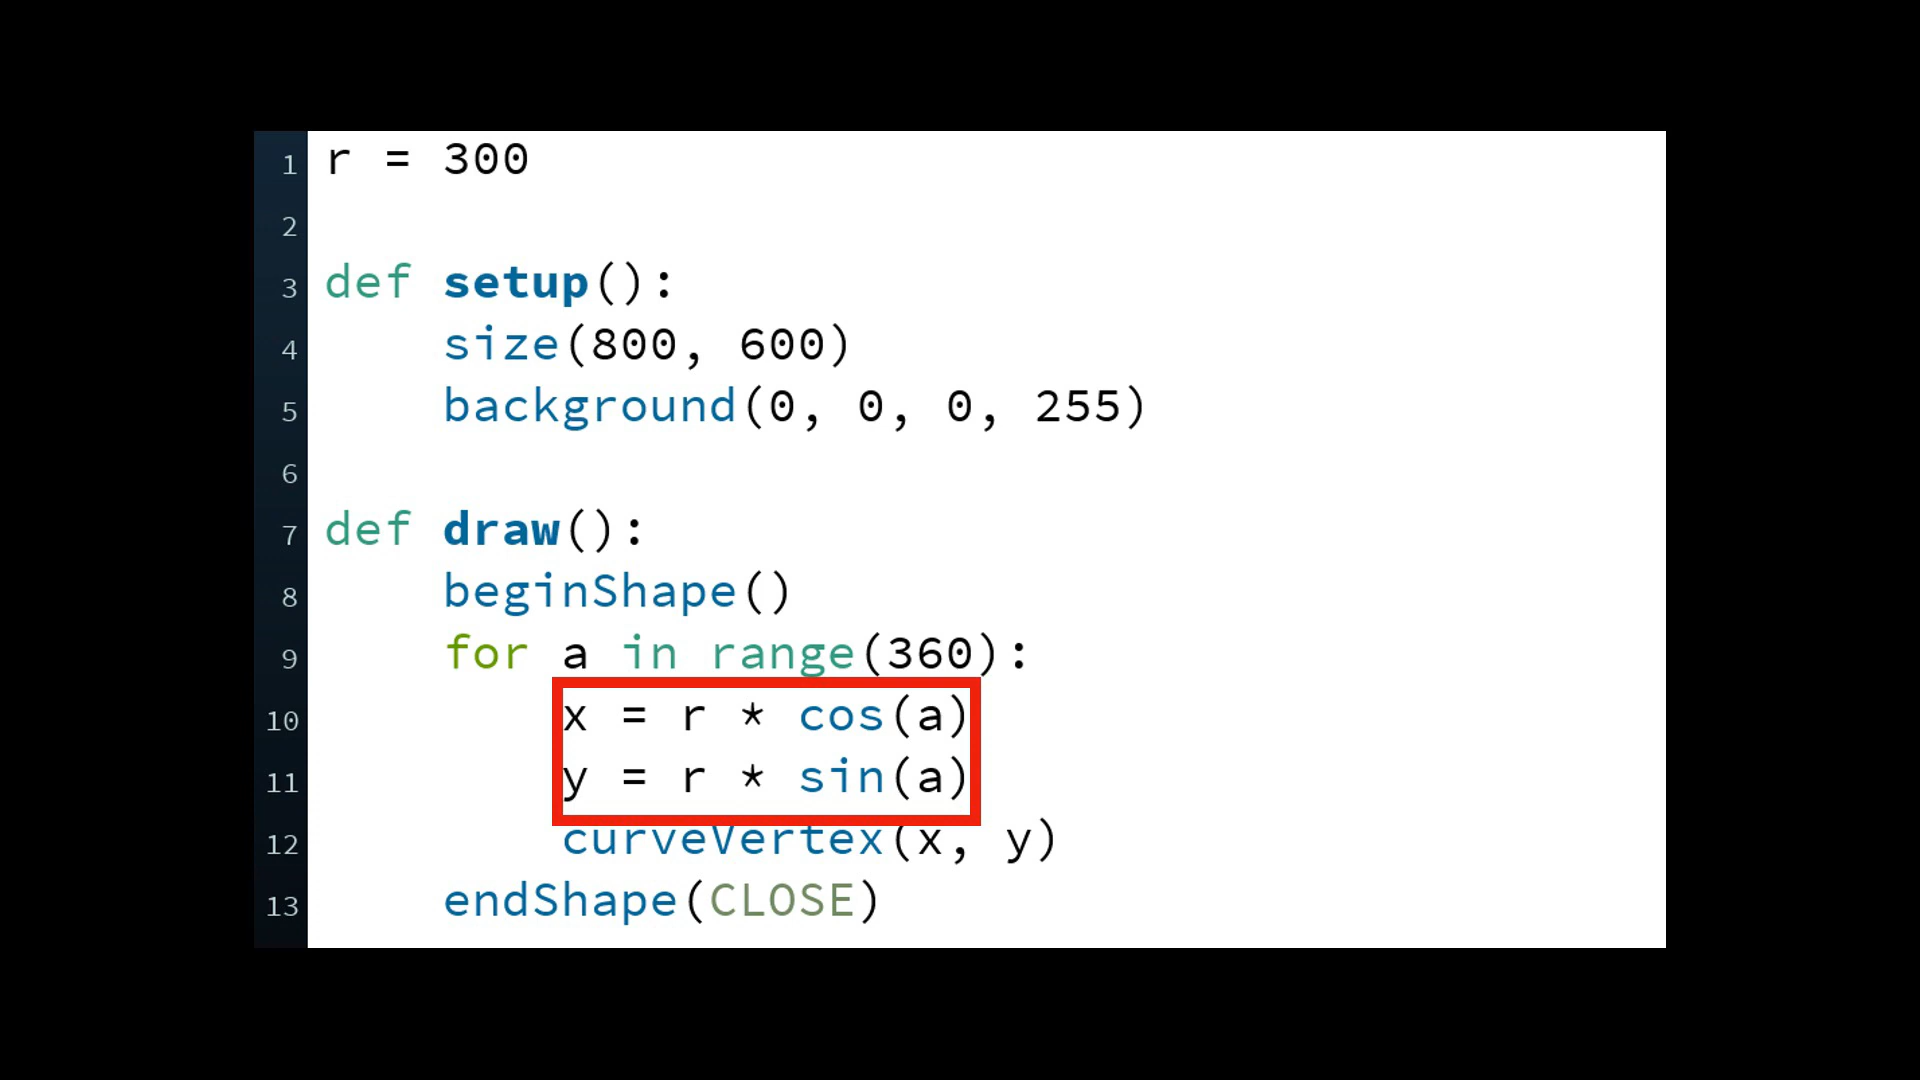 1 r = 300
2
3 def setup():
4     size(800, 600)
5     background(0, 0, 0, 255)
6
7 def draw():
8     beginShape()
9     for a in range(360):
10         x = r * cos(a)
11         y = r * sin(a)
12         curveVertex(x, y)
13     endShape(CLOSE)